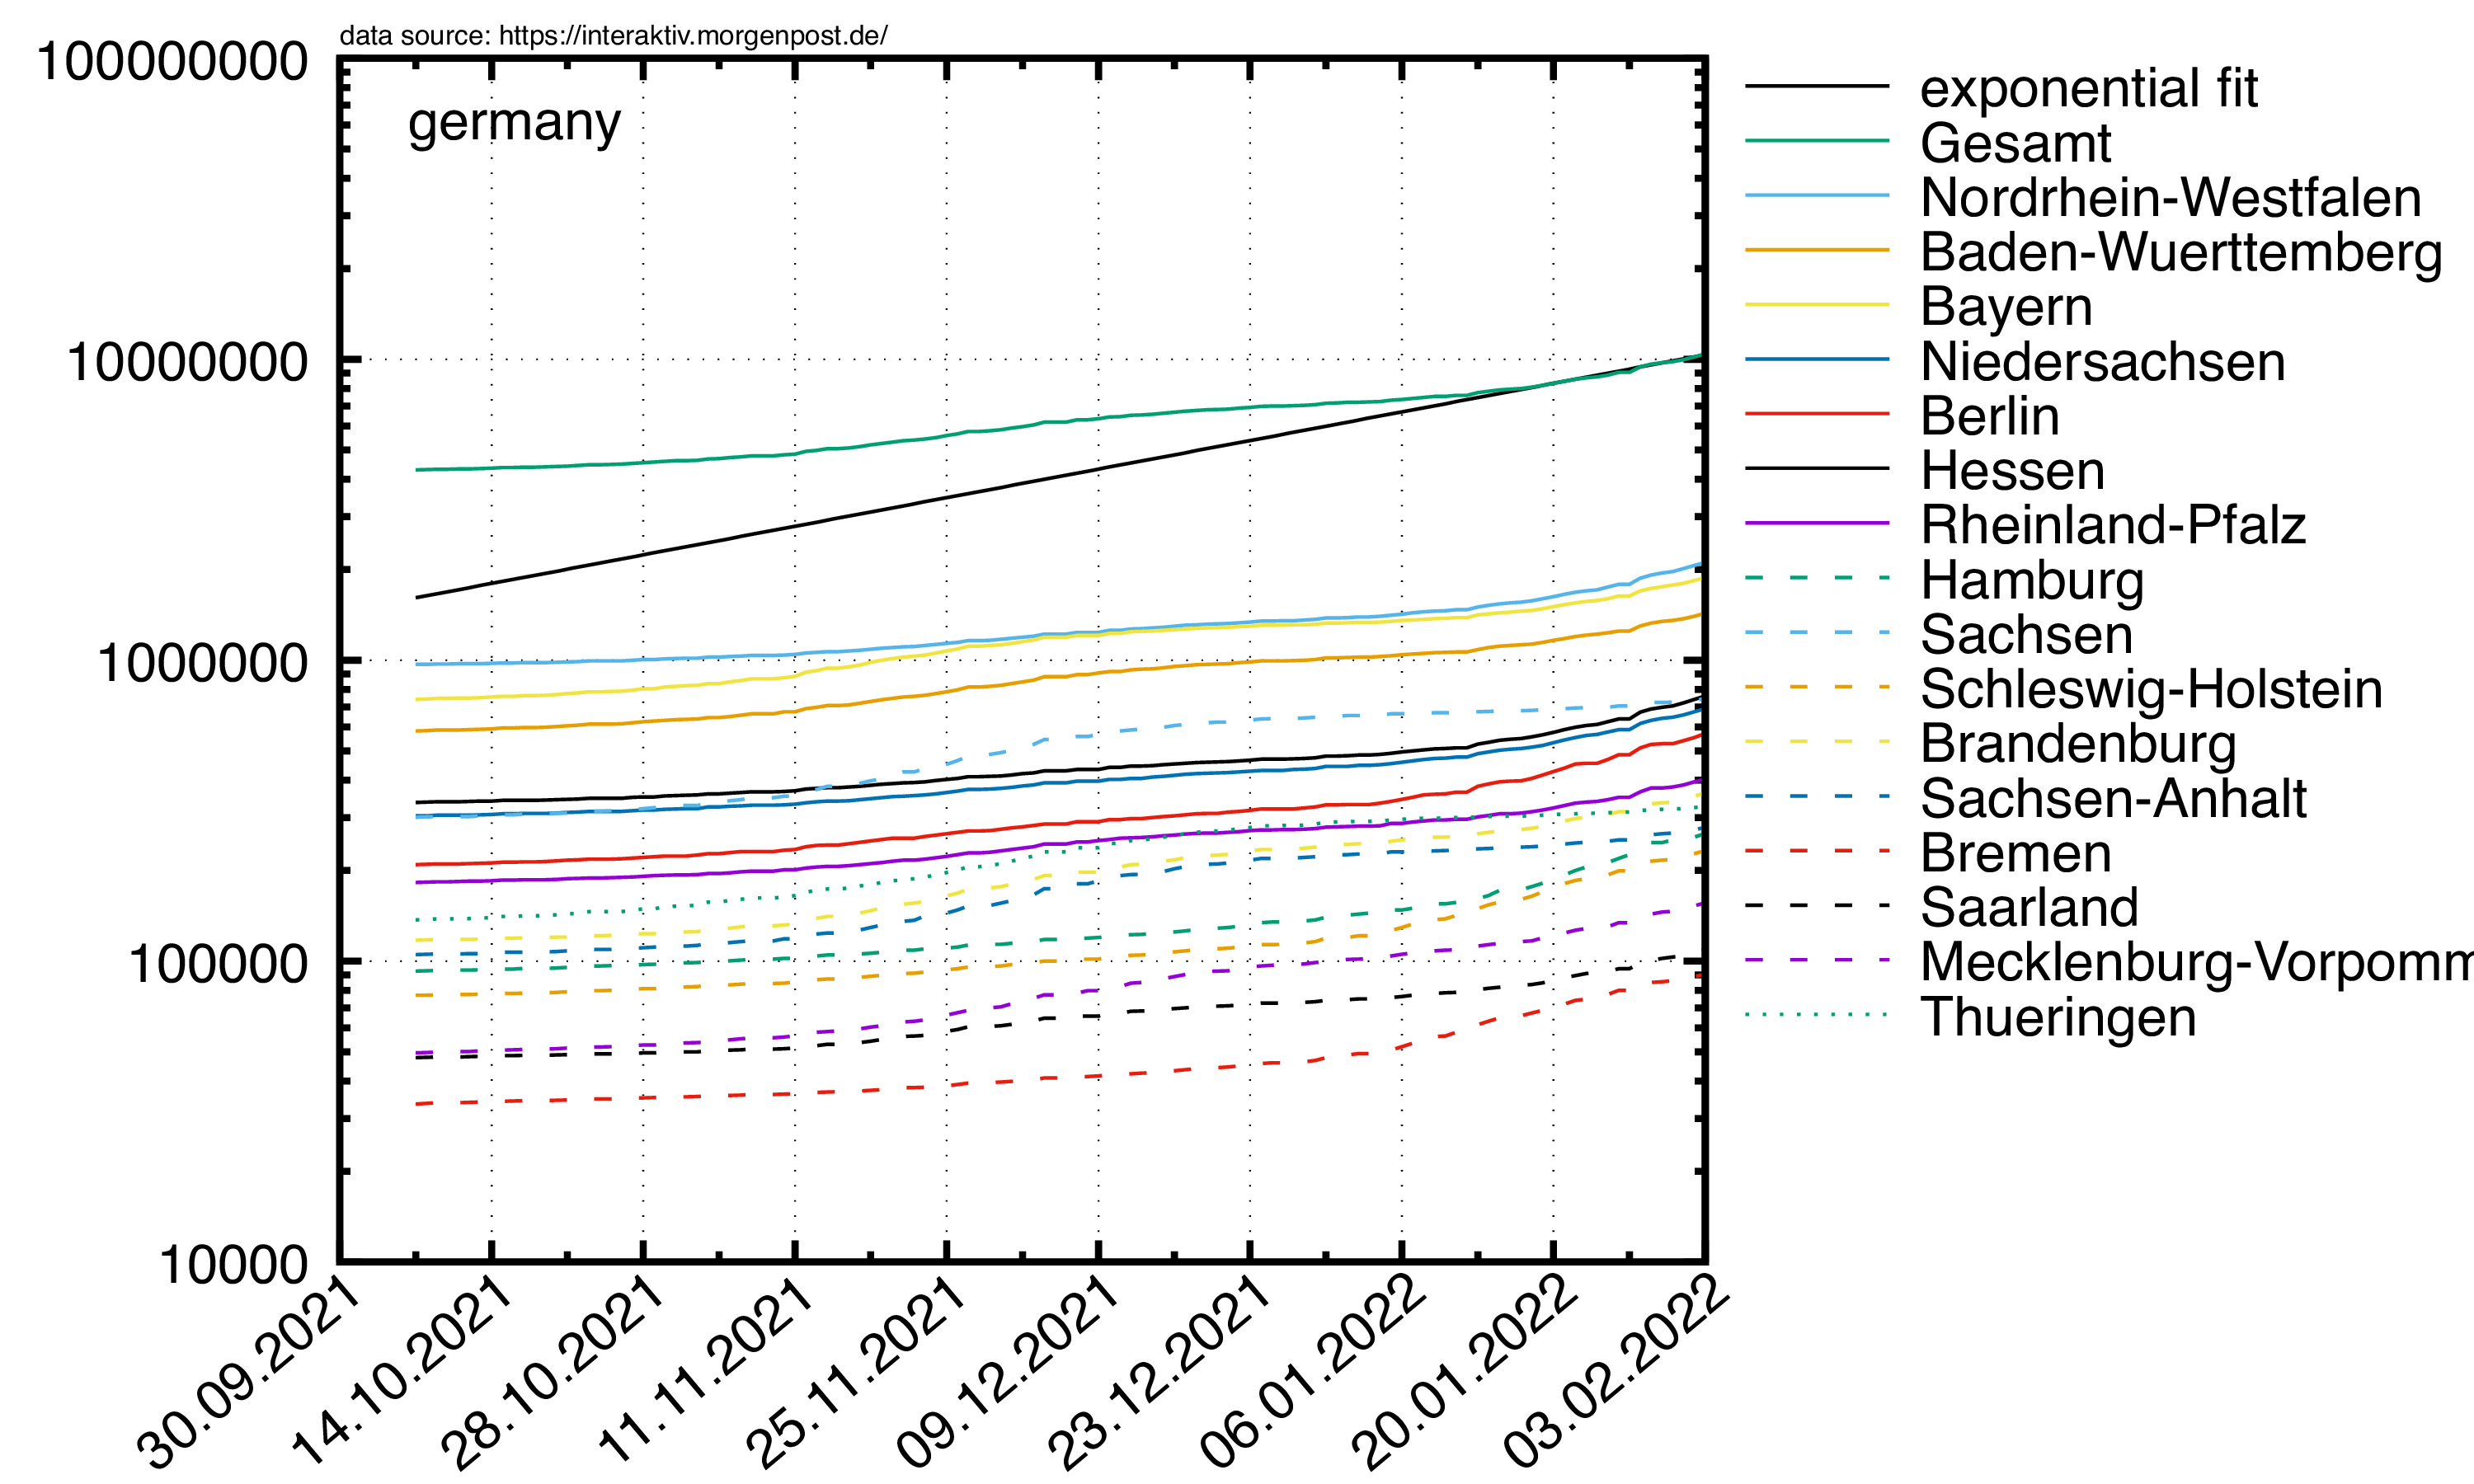 data source: https://interaktiv.morgenpost.de/
100000000
10000000
1000000
100000
10000
germany
30.09.2021
14.10.2021
28.10.2021
11.11.2021
25.11.2021
09.12.2021
23.12.2021
06.01.2022
20.01.2022
03.02.2022
exponential fit
Gesamt
Nordrhein-Westfalen
Baden-Wuerttemberg
Bayern
Niedersachsen
Berlin
Hessen
Rheinland-Pfalz
Hamburg
Sachsen
Schleswig-Holstein
Brandenburg
Sachsen-Anhalt
Bremen
Saarland
Mecklenburg-Vorpomm
Thueringen